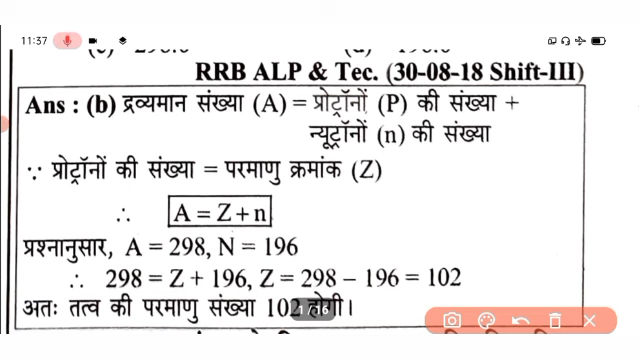 11:37
RRB ALP & Tec. (30-08-18 Shift-III)
Ans : (b) द्रव्यमान संख्या (A) = प्रोट्रॉनों (P) की संख्या +
न्यूट्रॉनों (n) की संख्या
∵ प्रोट्रॉनों की संख्या = परमाणु क्रमांक (Z)
∴ A = Z + n
प्रश्नानुसार, A = 298, N = 196
∴ 298 = Z + 196, Z = 298 – 196 = 102
अतः तत्व की परमाणु संख्या 102 होगी।